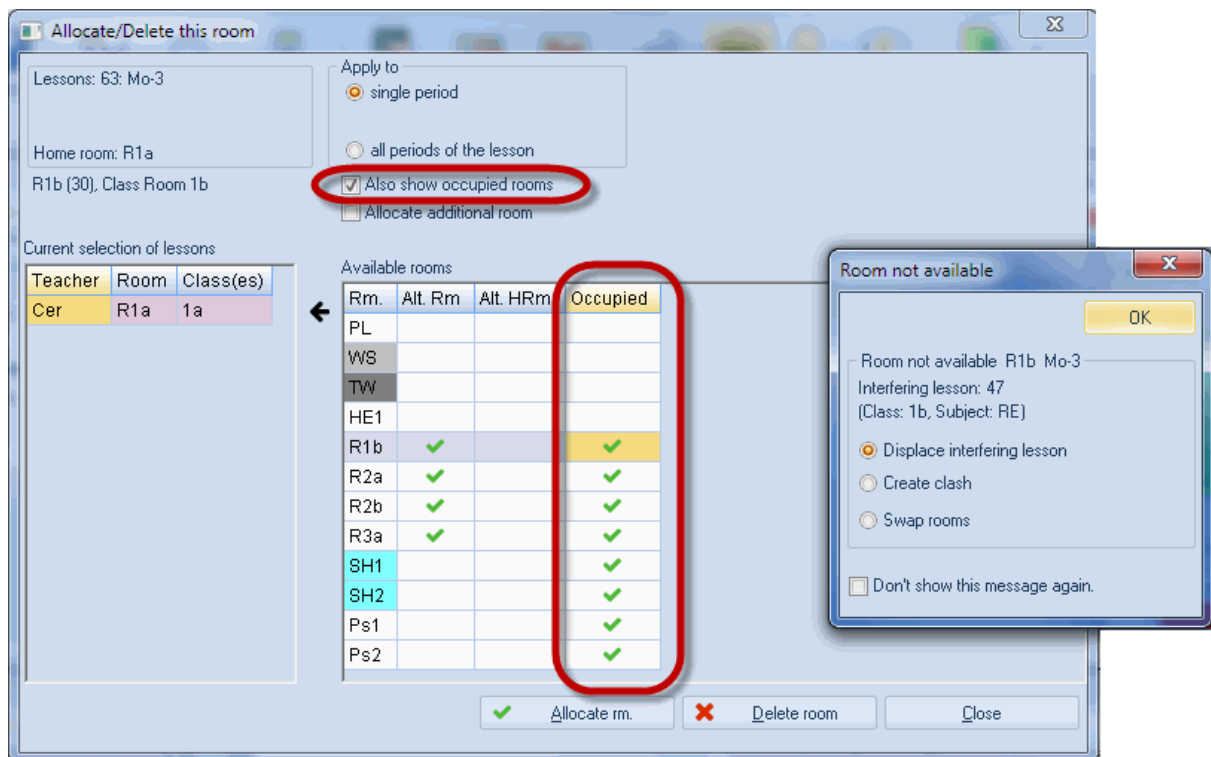 Allocate/Delete this room
Lessons: 63: Mo-3
Home room: R1a
R1b (30), Class Room 1b
Apply to
single period
all periods of the lesson
Also show occupied rooms
Allocate additional room
Current selection of lessons
Teacher Room Class(es)
Cer R1a 1a
Available rooms
Rm. Alt. Rm Alt. HRm Occupied
PL
WS
TW
HE1
R1b
R2a
R2b
R3a
SH1
SH2
Ps1
Ps2
Allocate rm.
Delete room
Close
Room not available
OK
Room not available R1b Mo-3
Interfering lesson: 47
(Class: 1b, Subject: RE)
Displace interfering lesson
Create clash
Swap rooms
Don't show this message again.